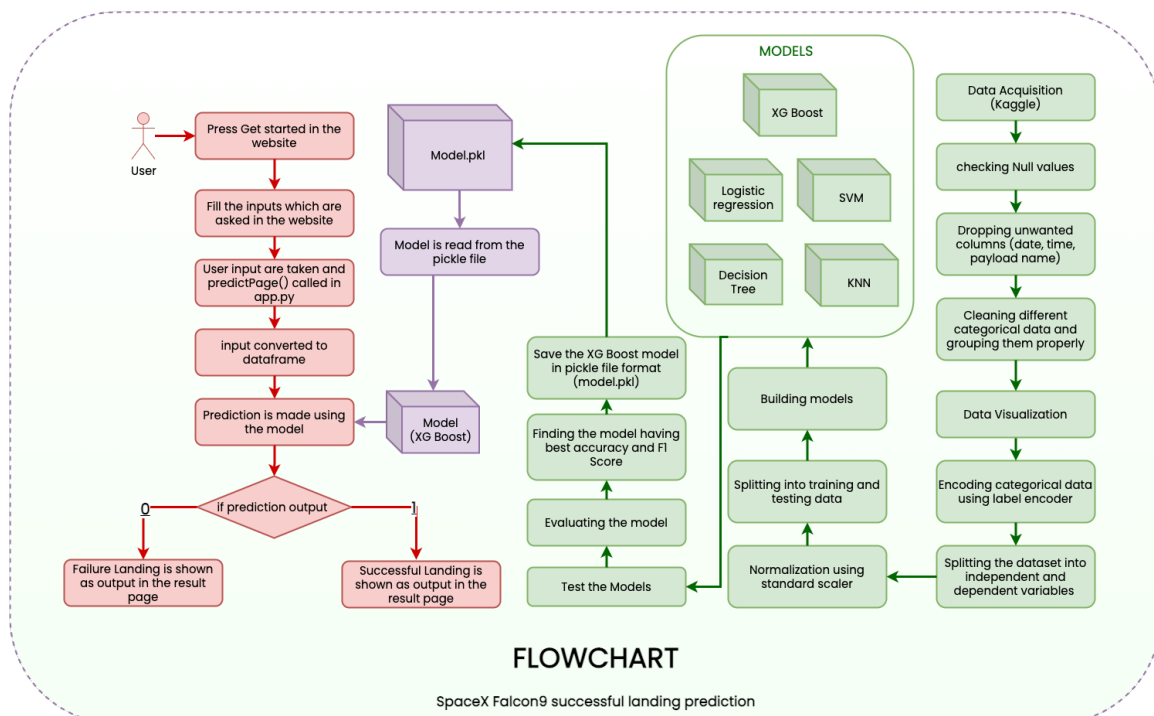 User
Press Get started in the
website
Fill the inputs which are
asked in the website
User input are taken and
predictPage() called in
app.py
input converted to
dataframe
Prediction is made using
the model
if prediction output
0
1
Failure Landing is shown
as output in the result
page
Successful Landing is
shown as output in the
result page
Model.pkl
Model is read from the
pickle file
Model
(XG Boost)
Save the XG Boost model
in pickle file format
(model.pkl)
Finding the model having
best accuracy and F1
Score
Evaluating the model
Test the Models
MODELS
XG Boost
Logistic
regression
SVM
Decision
Tree
KNN
Building models
Splitting into training and
testing data
Normalization using
standard scaler
Data Acquisition
(Kaggle)
checking Null values
Dropping unwanted
columns (date, time,
payload name)
Cleaning different
categorical data and
grouping them properly
Data Visualization
Encoding categorical data
using label encoder
Splitting the dataset into
independent and
dependent variables
FLOWCHART
SpaceX Falcon9 successful landing prediction